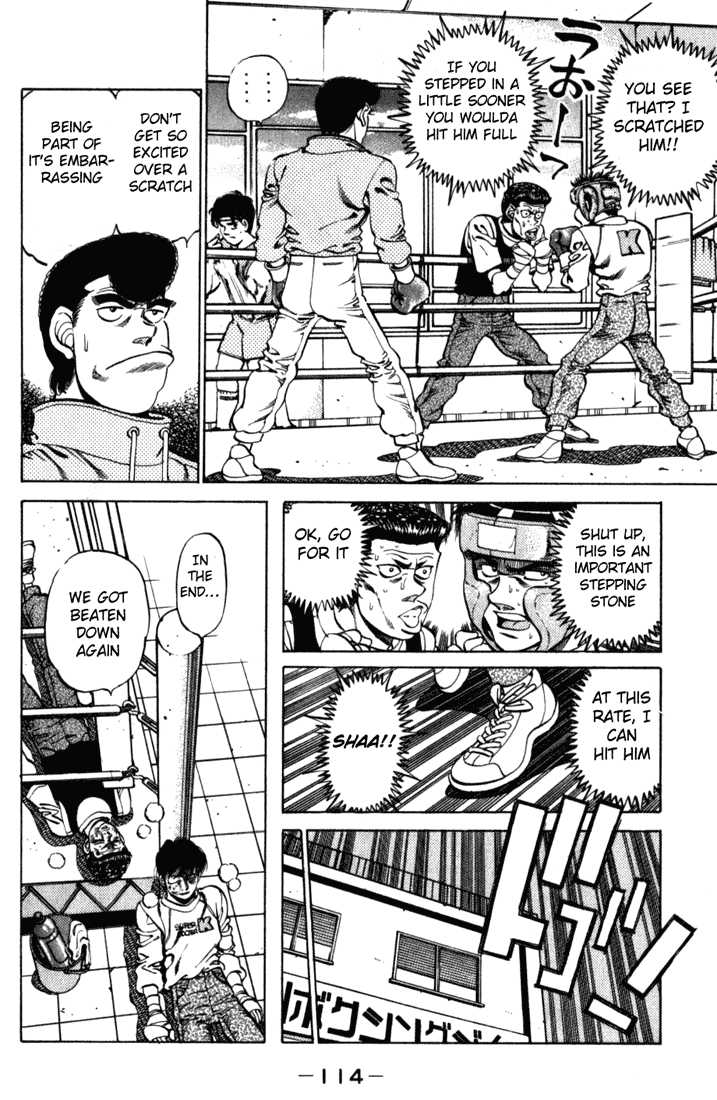 YOU SEE
THAT? I
SCRATCHED
HIM!!
うおーっ
IF YOU
STEPPED IN A
LITTLE SOONER
YOU WOULDA
HIT HIM FULL
K
DON'T
GET SO
EXCITED
OVER A
SCRATCH
BEING
PART OF
IT'S EMBAR-
RASSING
SHUT UP,
THIS IS AN
IMPORTANT
STEPPING
STONE
OK, GO
FOR IT
AT THIS
RATE, I
CAN
HIT HIM
SHAA!!
ドゴーン
ボクシングジ
IN
THE
END...
WE GOT
BEATEN
DOWN
AGAIN
SUPER
K
—114—